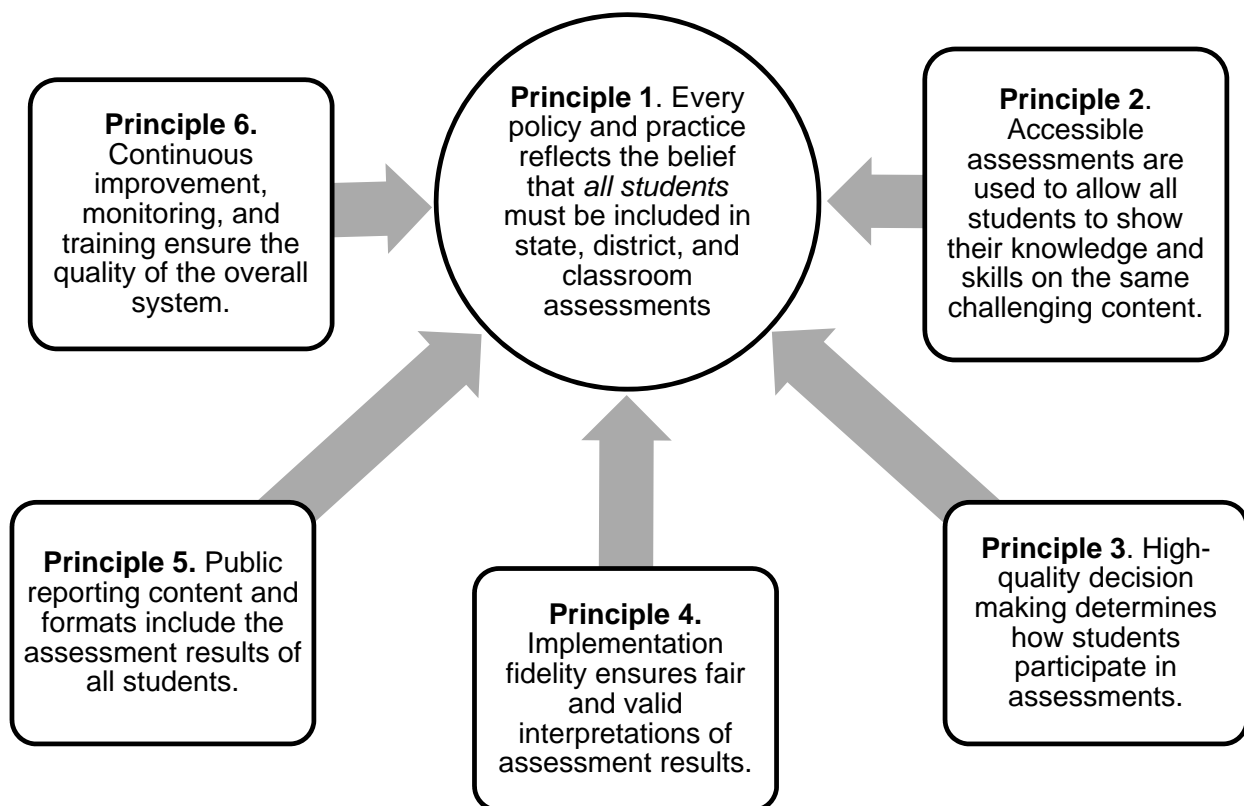 Principle 1. Every
policy and practice
reflects the belief
that all students
must be included in
state, district, and
classroom
assessments
Principle 2.
Accessible
assessments are
used to allow all
students to show
their knowledge and
skills on the same
challenging content.
Principle 3. High-
quality decision
making determines
how students
participate in
assessments.
Principle 4.
Implementation
fidelity ensures fair
and valid
interpretations of
assessment results.
Principle 5. Public
reporting content and
formats include the
assessment results of
all students.
Principle 6.
Continuous
improvement,
monitoring, and
training ensure the
quality of the overall
system.